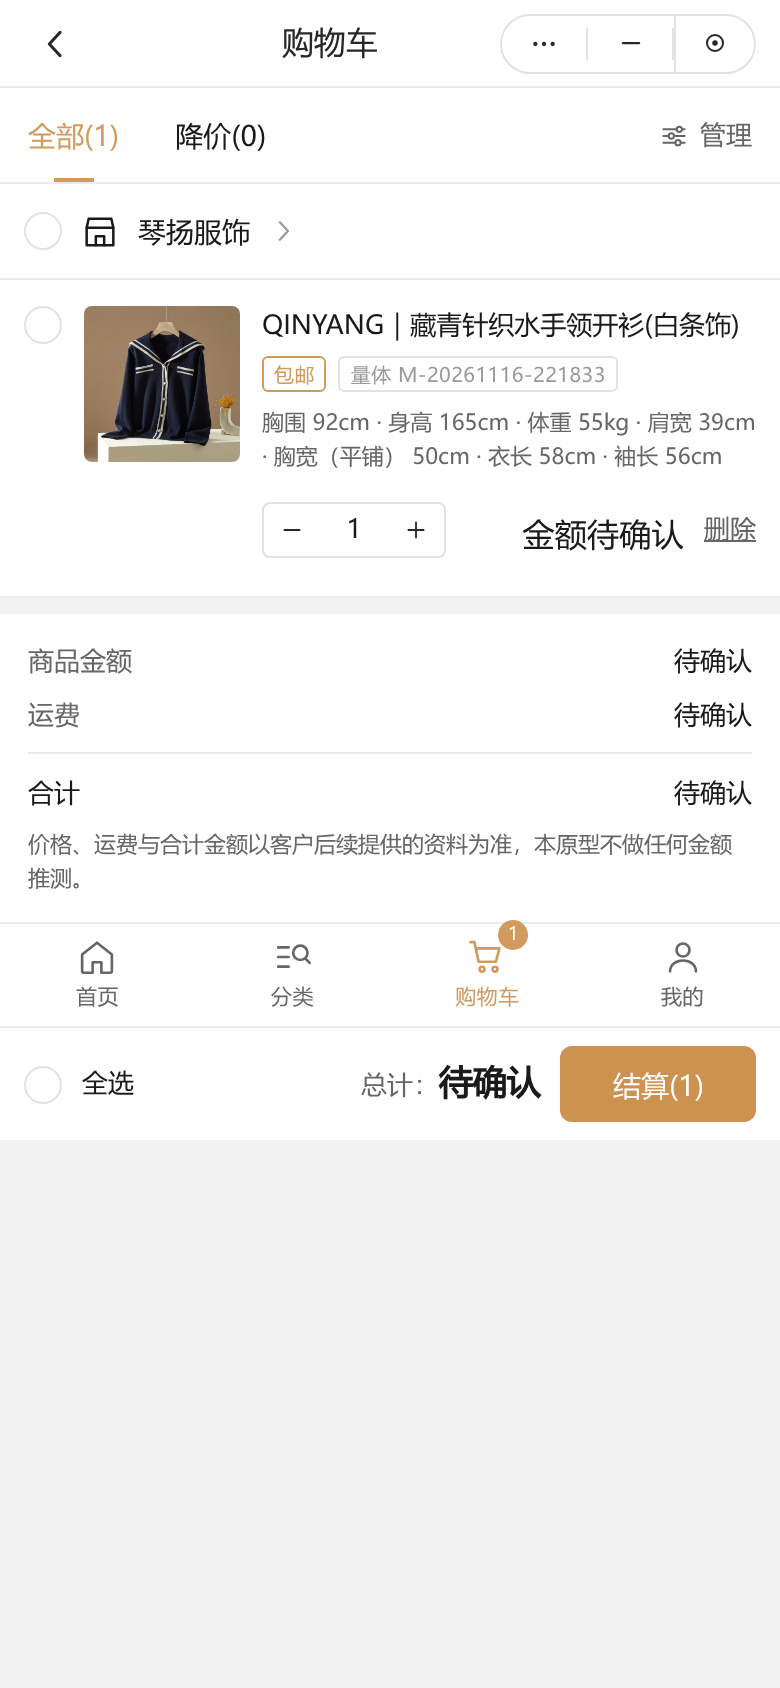 购物车
全部(1)
降价(0)
管理
琴扬服饰
QINYANG｜藏青针织水手领开衫(白条饰)
包邮
量体 M-20261116-221833
胸围 92cm · 身高 165cm · 体重 55kg · 肩宽 39cm
· 胸宽（平铺） 50cm · 衣长 58cm · 袖长 56cm
1
金额待确认
删除
商品金额
待确认
运费
待确认
合计
待确认
价格、运费与合计金额以客户后续提供的资料为准，本原型不做任何金额
推测。
首页
分类
1
购物车
我的
全选
总计：
待确认
结算(1)